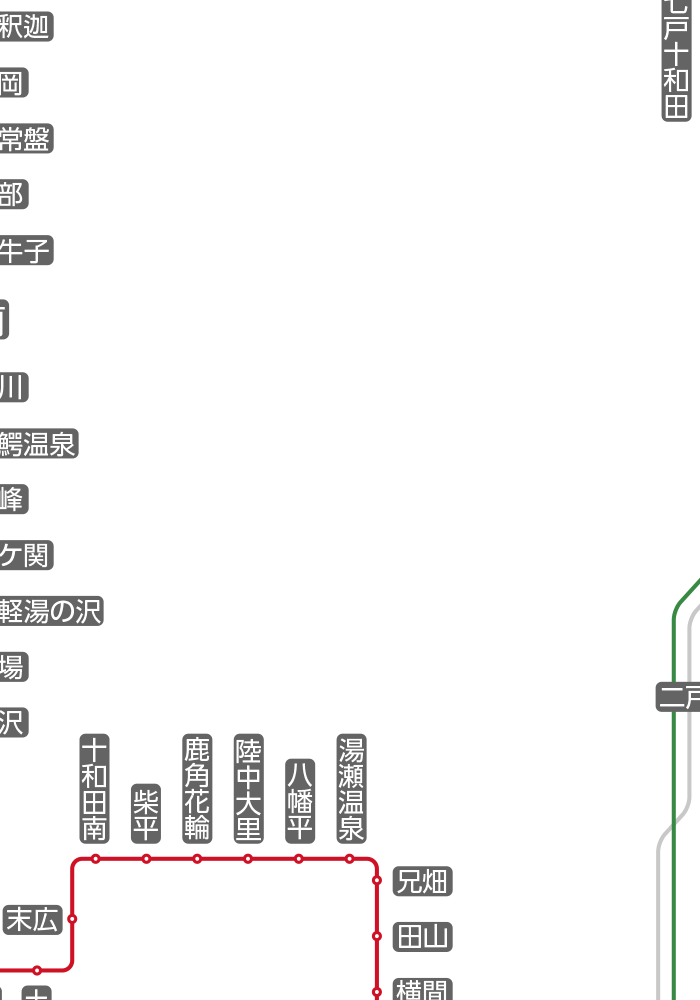 釈迦
七戸十和田
岡
常盤
部
牛子
川
鰐温泉
峰
ケ関
軽湯の沢
場
二戸
沢
十和田南
柴平
鹿角花輪
陸中大里
八幡平
湯瀬温泉
兄畑
末広
田山
横間
土